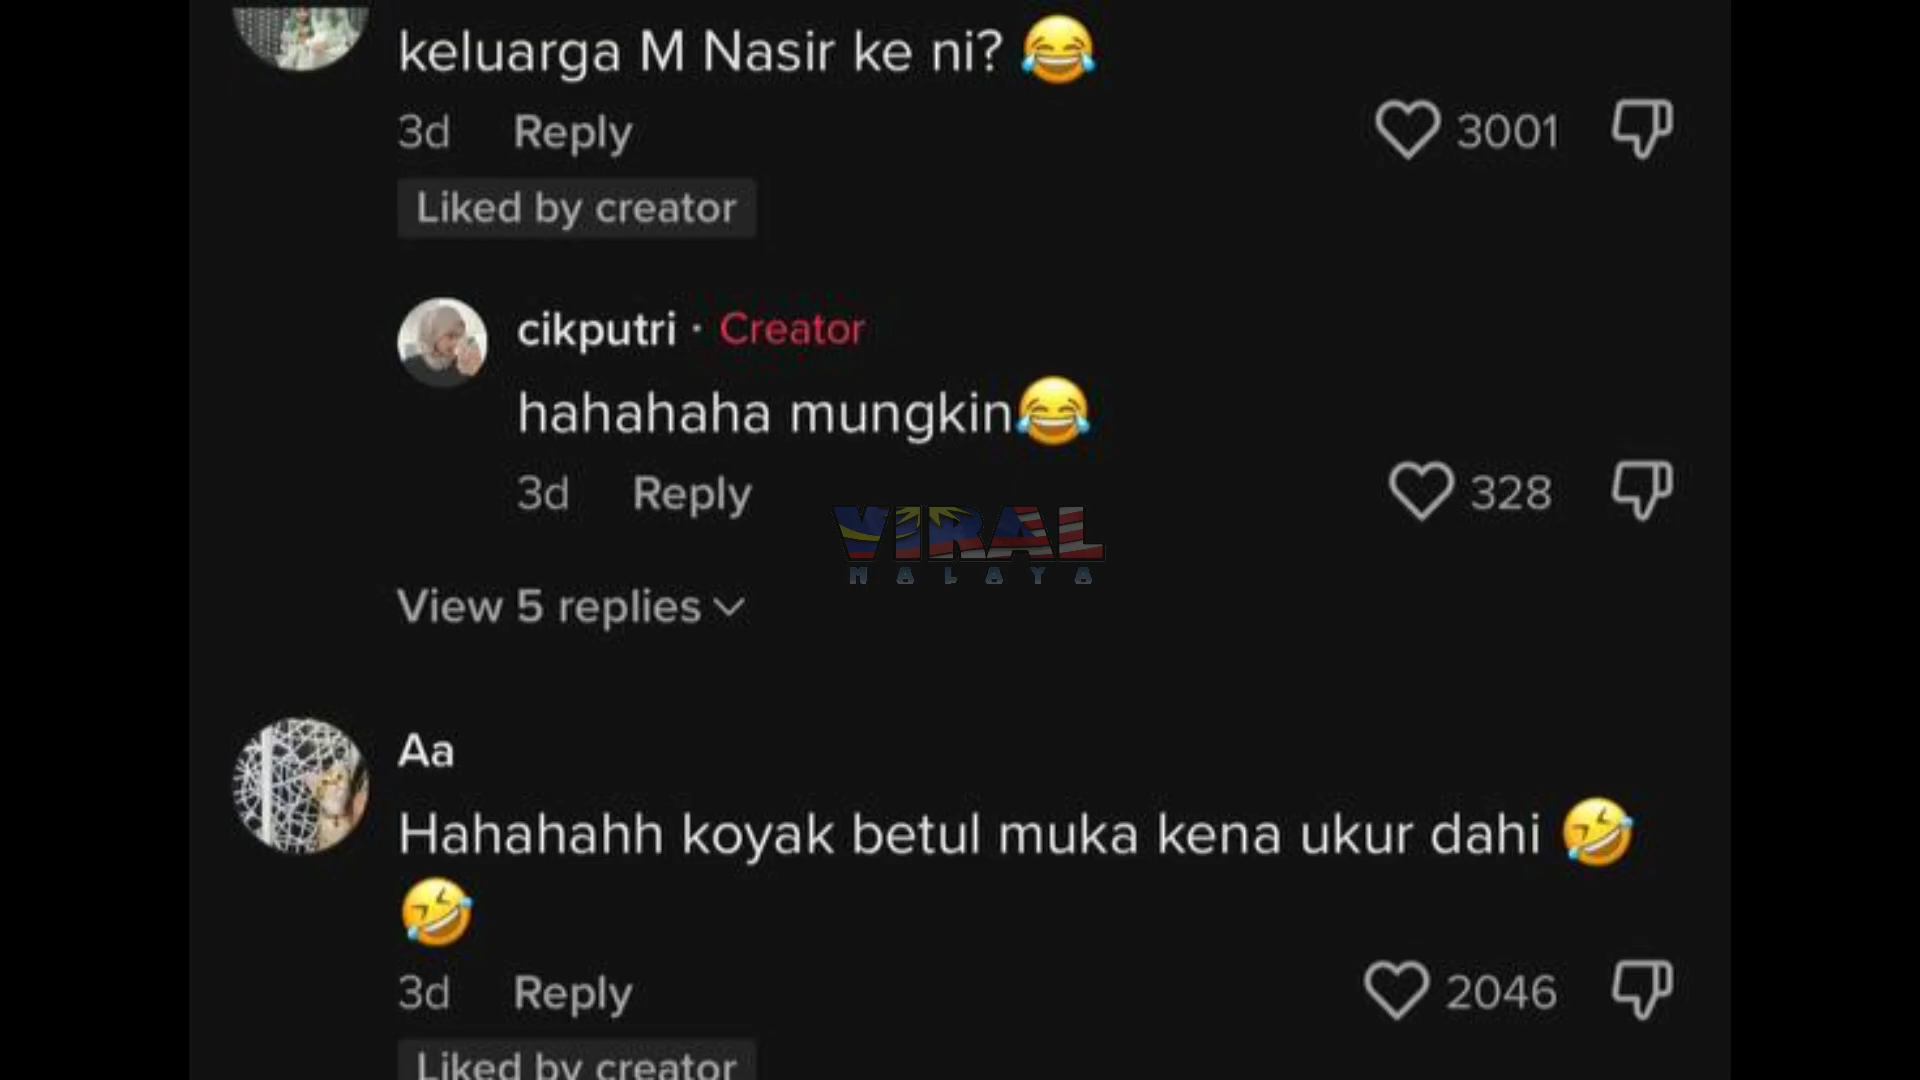 keluarga M Nasir ke ni? 😂
3d Reply 3001
Liked by creator
cikputri · Creator
hahahaha mungkin😂
3d Reply 328
VIRAL
MALAYA
View 5 replies
Aa
Hahahahh koyak betul muka kena ukur dahi 🤣
🤣
3d Reply 2046
Liked by creator